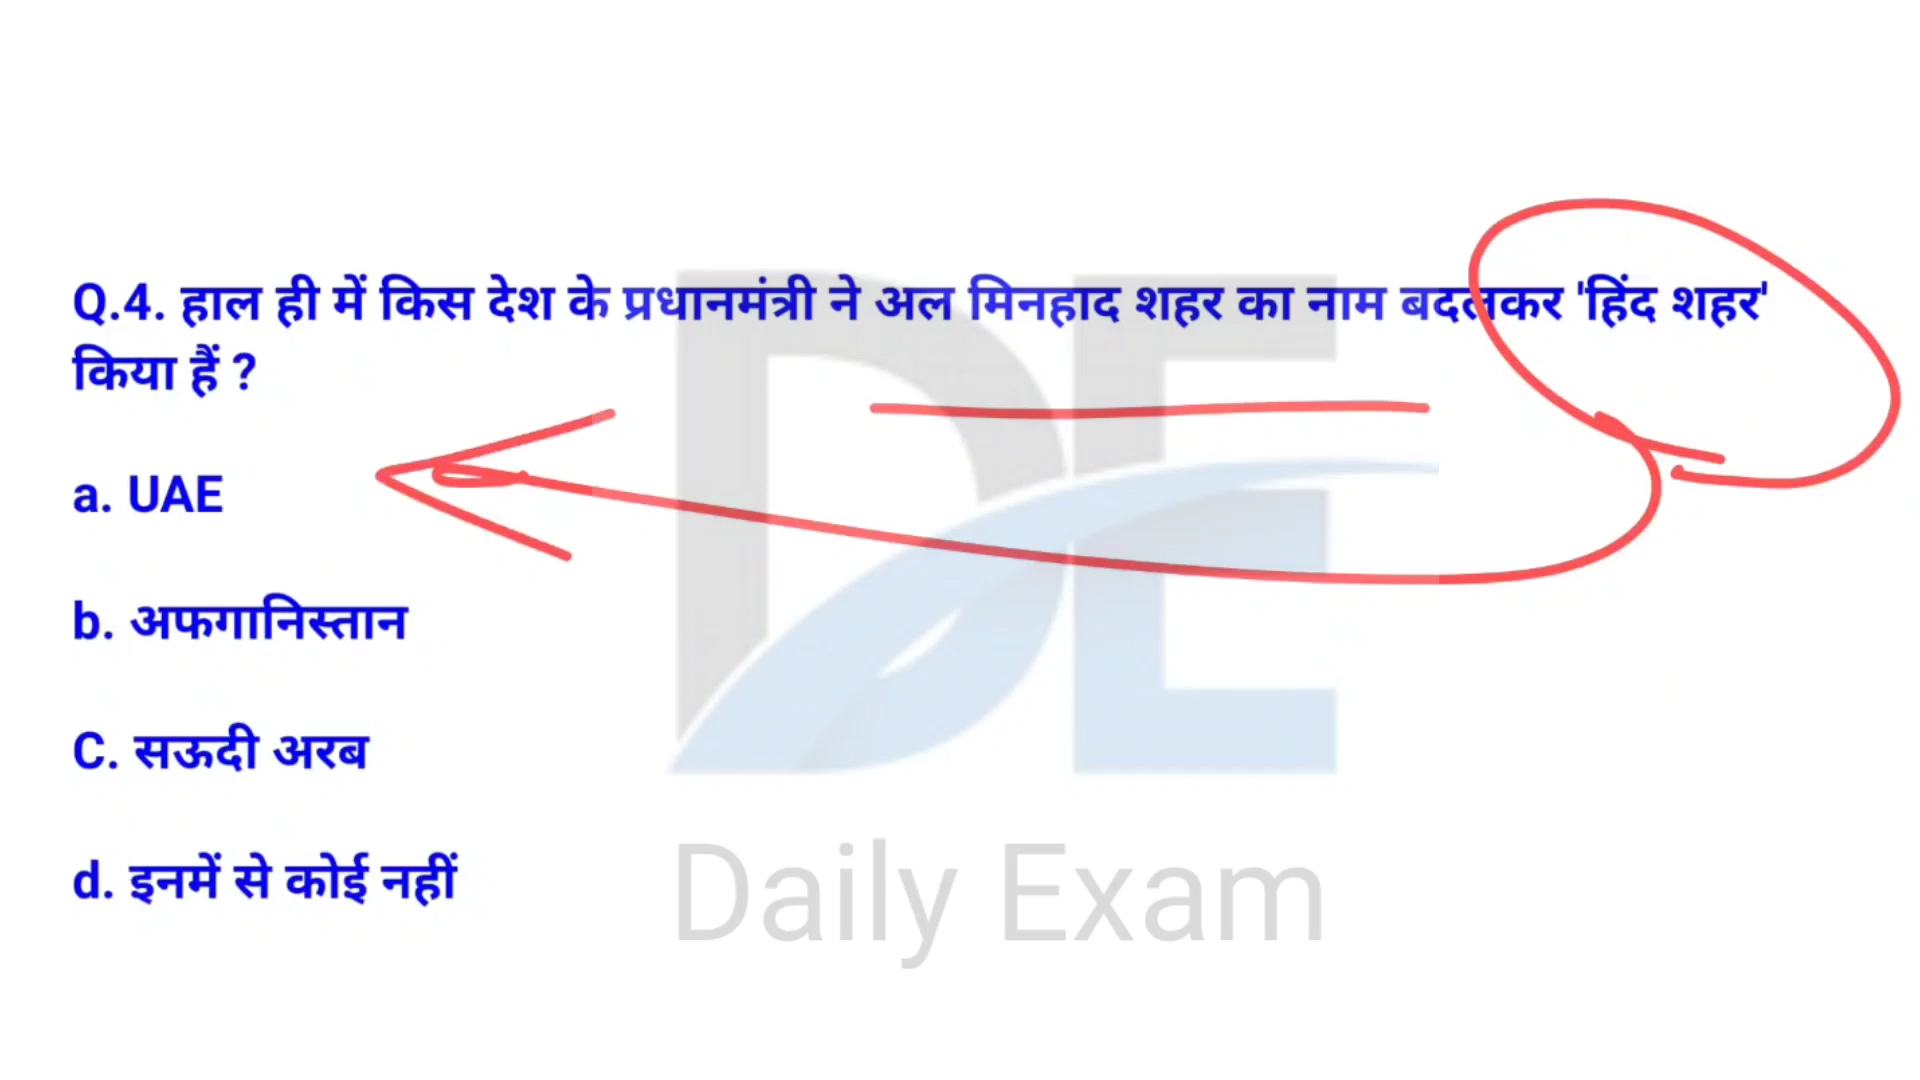 Q.4. हाल ही में किस देश के प्रधानमंत्री ने अल मिनहाद शहर का नाम बदलकर 'हिंद शहर'
किया हैं ?
a. UAE
b. अफगानिस्तान
C. सऊदी अरब
d. इनमें से कोई नहीं
DE
Daily Exam